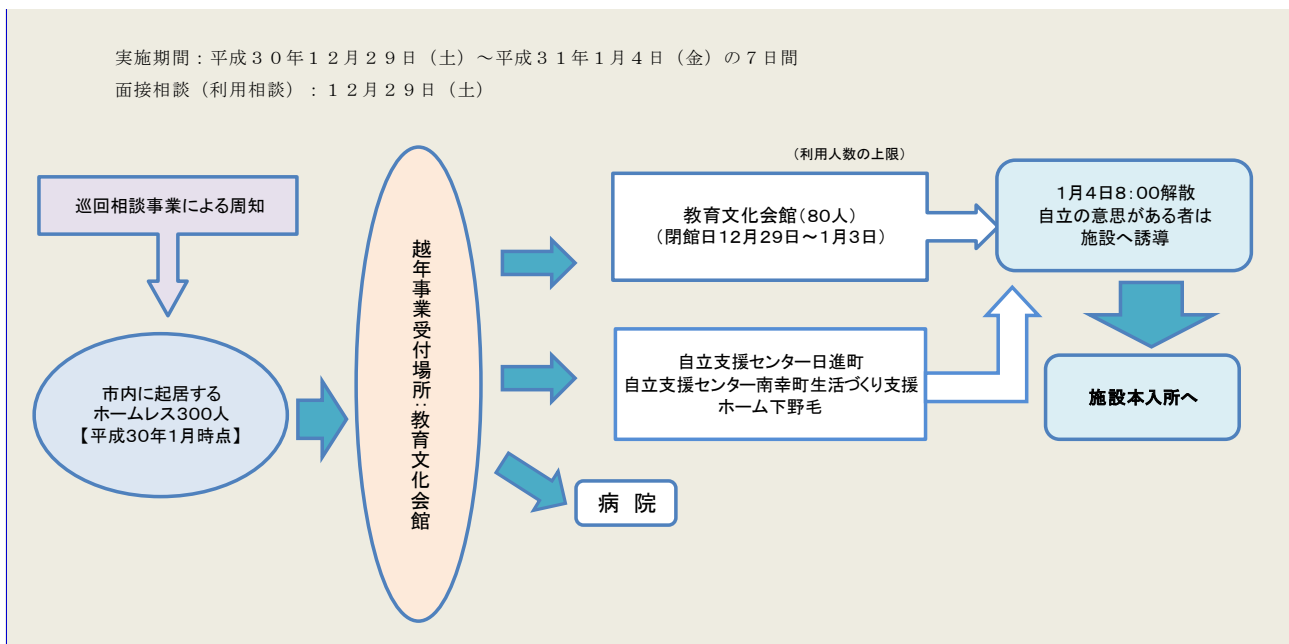 実施期間：平成３０年１２月２９日（土）～平成３１年１月４日（金）の７日間
面接相談（利用相談）：１２月２９日（土）
巡回相談事業による周知
市内に起居する
ホームレス300人
【平成30年1月時点】
越年事業受付場所：教育文化会館
（利用人数の上限）
教育文化会館（80人）
（閉館日12月29日～1月3日）
自立支援センター日進町
自立支援センター南幸町生活づくり支援
ホーム下野毛
病 院
1月4日8：00解散
自立の意思がある者は
施設へ誘導
施設本入所へ